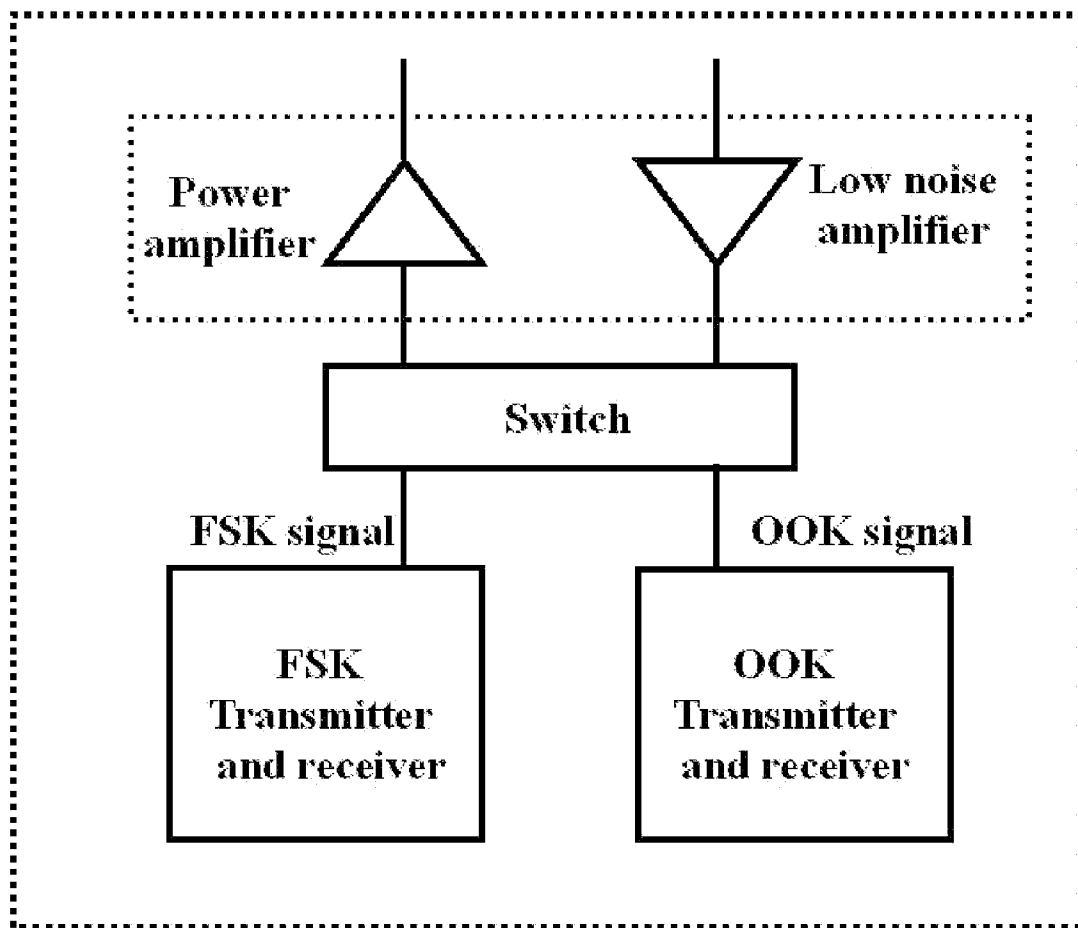 Power
amplifier
Low noise
amplifier
Switch
FSK signal
OOK signal
FSK
Transmitter
and receiver
OOK
Transmitter
and receiver